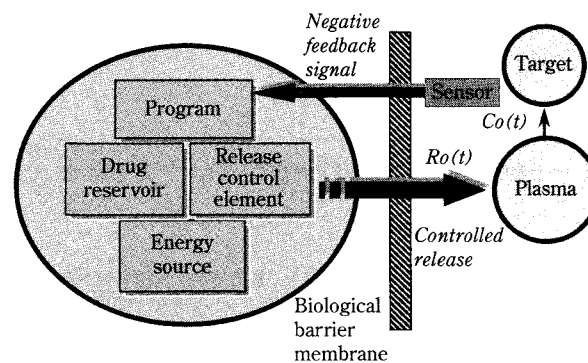 Negative
feedback
signal
Target
Sensor
Program
Co(t)
Drug
reservoir
Release
control
element
Ro(t)
Plasma
Energy
source
Controlled
release
Biological
barrier
membrane